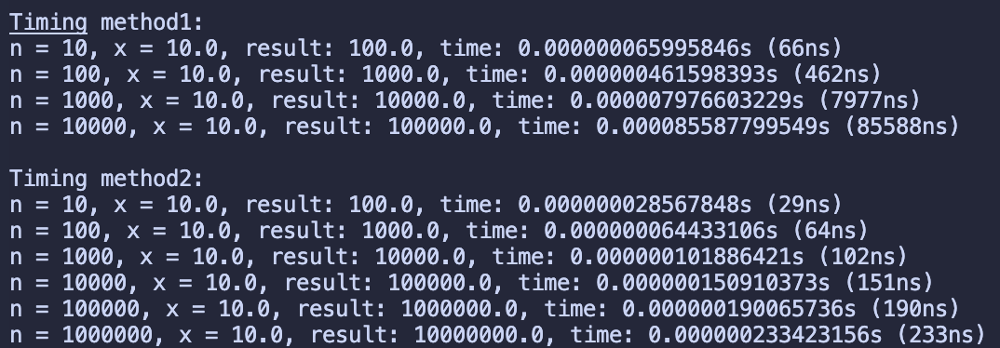 Timing method1:
n = 10, x = 10.0, result: 100.0, time: 0.000000065995846s (66ns)
n = 100, x = 10.0, result: 1000.0, time: 0.000000461598393s (462ns)
n = 1000, x = 10.0, result: 10000.0, time: 0.000007976603229s (7977ns)
n = 10000, x = 10.0, result: 100000.0, time: 0.000085587799549s (85588ns)

Timing method2:
n = 10, x = 10.0, result: 100.0, time: 0.000000028567848s (29ns)
n = 100, x = 10.0, result: 1000.0, time: 0.000000064433106s (64ns)
n = 1000, x = 10.0, result: 10000.0, time: 0.000000101886421s (102ns)
n = 10000, x = 10.0, result: 100000.0, time: 0.000000150910373s (151ns)
n = 100000, x = 10.0, result: 1000000.0, time: 0.000000190065736s (190ns)
n = 1000000, x = 10.0, result: 10000000.0, time: 0.000000233423156s (233ns)